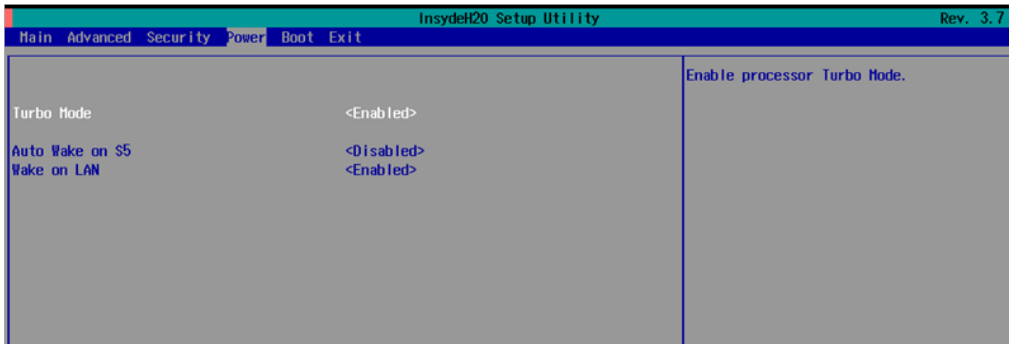 InsydeH20 Setup Utility Rev. 3.7
Main Advanced Security Power Boot Exit
Enable processor Turbo Mode.
Turbo Mode <Enabled>
Auto Wake on S5 <Disabled>
Wake on LAN <Enabled>